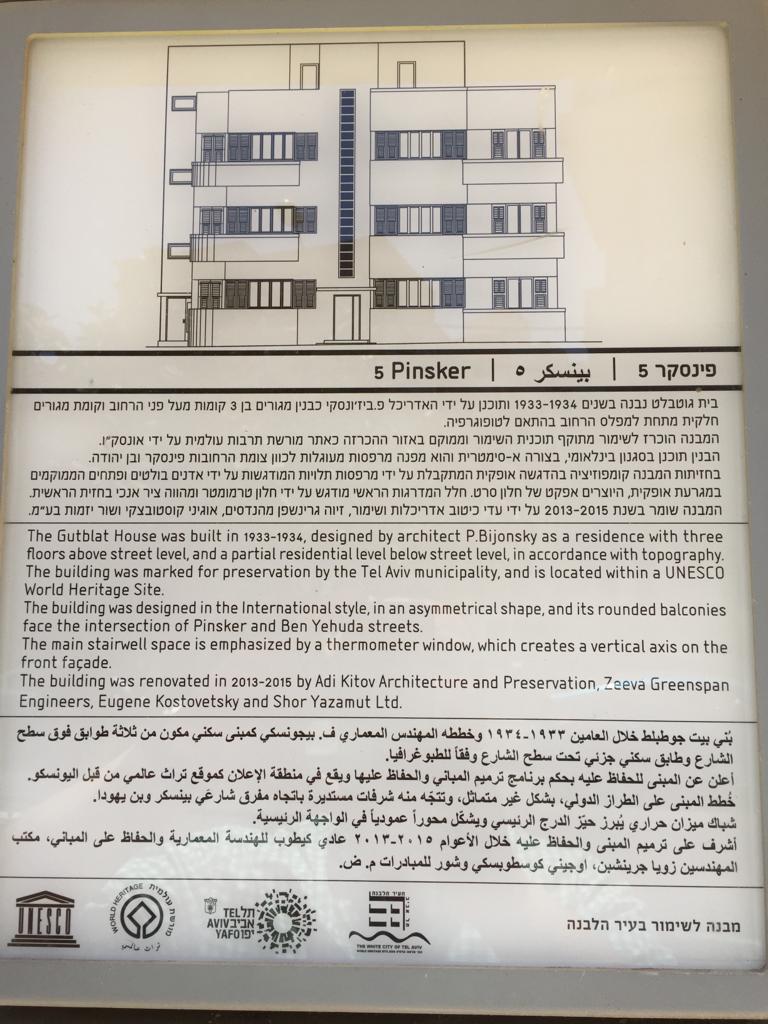 5 Pinsker | بينسكر ٥ | פינסקר 5
בית גוטבלט נבנה בשנים 1933-1934 ותוכנן על ידי האדריכל פ.ביז'ונסקי כבנין מגורים בן 3 קומות מעל פני הרחוב וקומת מגורים
חלקית מתחת למפלס הרחוב בהתאם לטופוגרפיה.
המבנה הוכרז לשימור מתוקף תוכנית השימור וממוקם באזור ההכרזה כאתר מורשת תרבות עולמית על ידי אונסק"ו.
הבנין תוכנן בסגנון בינלאומי, בצורה א-סימטרית והוא מפנה מרפסות מעוגלות לכוון צומת הרחובות פינסקר ובן יהודה.
בחזיתות המבנה קומפוזיציה בהדגשה אופקית המתקבלת על ידי מרפסות תלויות המודגשות על ידי אדנים בולטים ופתחים הממוקמים
במגרעת אופקית, היוצרים אפקט של חלון סרט. חלל המדרגות הראשי מודגש על ידי חלון טרמומטר ומהווה ציר אנכי בחזית הראשית.
המבנה שומר בשנת 2013-2015 על ידי עדי כיטוב אדריכלות ושימור, זיוה גרינשפן מהנדסים, אוגיני קוסטובצקי ושור יזמות בע"מ.
The Gutblat House was built in 1933-1934, designed by architect P.Bijonsky as a residence with three
floors above street level, and a partial residential level below street level, in accordance with topography.
The building was marked for preservation by the Tel Aviv municipality, and is located within a UNESCO
World Heritage Site.
The building was designed in the International style, in an asymmetrical shape, and its rounded balconies
face the intersection of Pinsker and Ben Yehuda streets.
The main stairwell space is emphasized by a thermometer window, which creates a vertical axis on the
front façade.
The building was renovated in 2013-2015 by Adi Kitov Architecture and Preservation, Zeeva Greenspan
Engineers, Eugene Kostovetsky and Shor Yazamut Ltd.
بُني بيت جوطبلط خلال العامين ١٩٣٣-١٩٣٤ وخططه المهندس المعماري ف. بيجونسكي كمبنى سكني مكون من ثلاثة طوابق فوق سطح
الشارع وطابق سكني جزئي تحت سطح الشارع وفقاً للطبوغرافيا.
أعلن عن المبنى للحفاظ عليه بحكم برنامج ترميم المباني والحفاظ عليها ويقع في منطقة الإعلان كموقع تراث عالمي من قبل اليونسكو.
خُطط المبنى على الطراز الدولي، بشكل غير متماثل، وتتجّه منه شرفات مستديرة باتجاه مفرق شارعَي بينسكر وبن يهودا.
شباك ميزان حراري يُبرز حيّز الدرج الرئيسي ويشكّل محوراً عمودياً في الواجهة الرئيسية.
أشرف على ترميم المبنى والحفاظ عليه خلال الأعوام ٢٠١٥-٢٠١٣ عادي كيطوب للهندسة المعمارية والحفاظ على المباني، مكتب
المهندسين زويا جرينشبن، اوجيني كوسطوبسكي وشور للمبادرات م. ض.
UNESCO
WORLD HERITAGE
תל
TEL
אביב
AVIV
יפו
YAFO
העיר הלבנה
THE WHITE CITY OF TEL AVIV
מבנה לשימור בעיר הלבנה